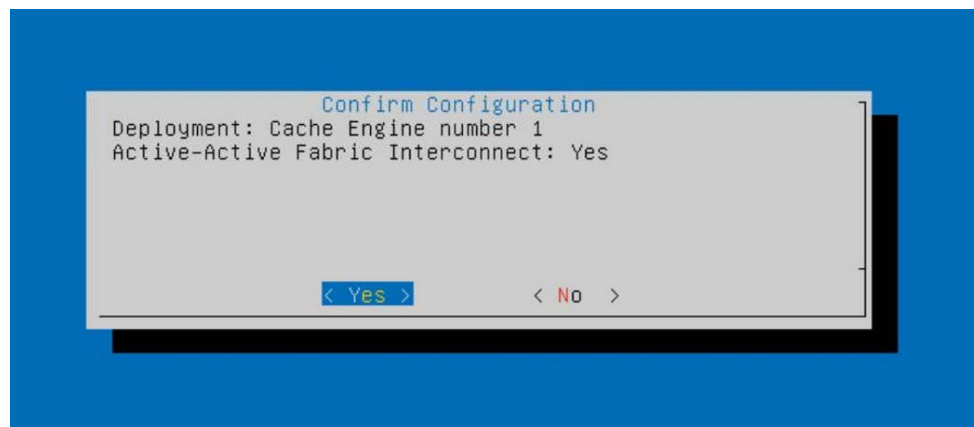 Confirm Configuration
Deployment: Cache Engine number 1
Active-Active Fabric Interconnect: Yes
< Yes > < No >